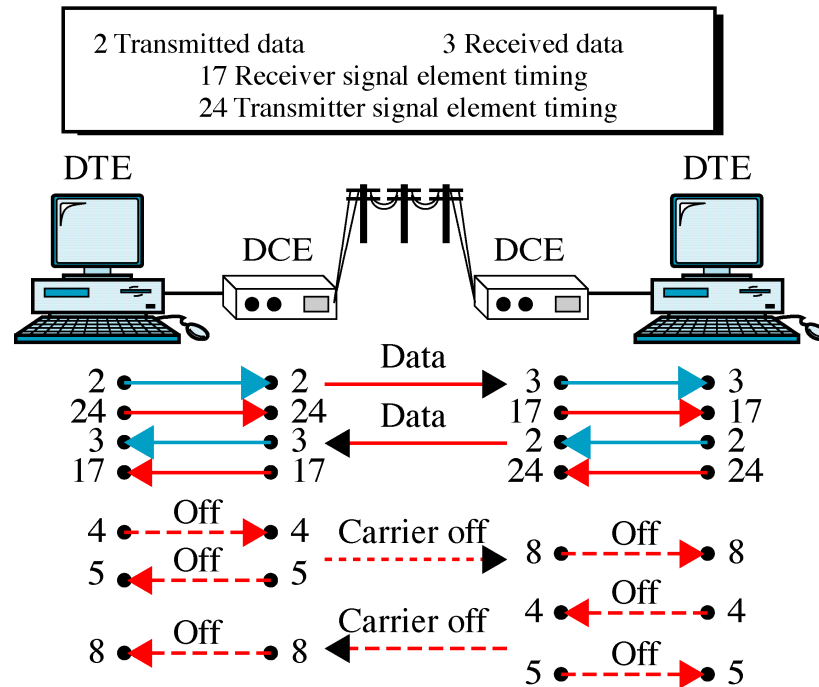 2 Transmitted data 3 Received data
17 Receiver signal element timing
24 Transmitter signal element timing
DTE DTE
DCE DCE
2 2 Data 3 3
24 24 17 17
3 3 Data 2 2
17 17 24 24
4 Off 4 Carrier off 8 Off 8
5 Off 5 4 Off 4
8 Off 8 Carrier off 5 Off 5